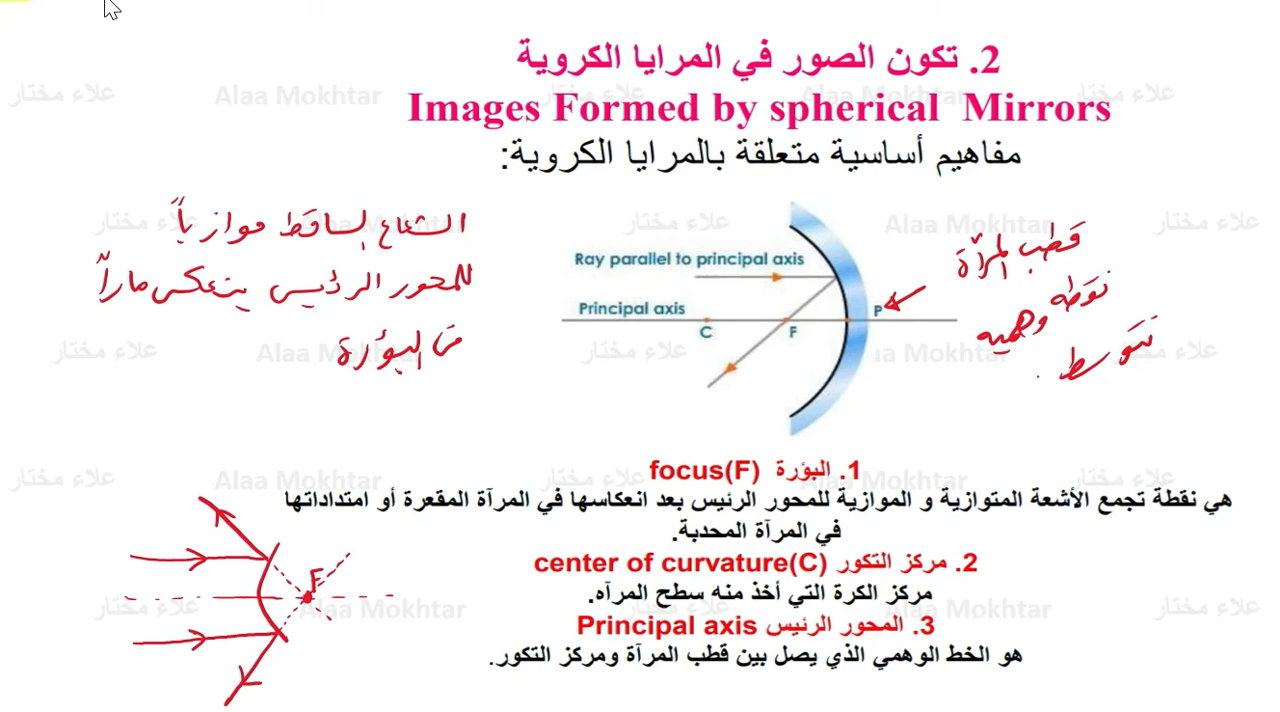 2. تكون الصور في المرايا الكروية
Images Formed by spherical Mirrors
مفاهيم أساسية متعلقة بالمرايا الكروية:
الشعاع الساقط موازياً
للمحور الرئيس ينعكس ماراً
في البؤرة
Ray parallel to principal axis
Principal axis
C
F
P
قطب المرآة
نقطة وهمية
تتوسط
1. البؤرة focus(F)
هي نقطة تجمع الأشعة المتوازية و الموازية للمحور الرئيس بعد انعكاسها في المرآة المقعرة أو امتداداتها
في المرآة المحدبة.
2. مركز التكور center of curvature(C)
مركز الكرة التي أخذ منه سطح المرآه.
3. المحور الرئيس Principal axis
هو الخط الوهمي الذي يصل بين قطب المرآة ومركز التكور.
F
علاء مختار
Alaa Mokhtar